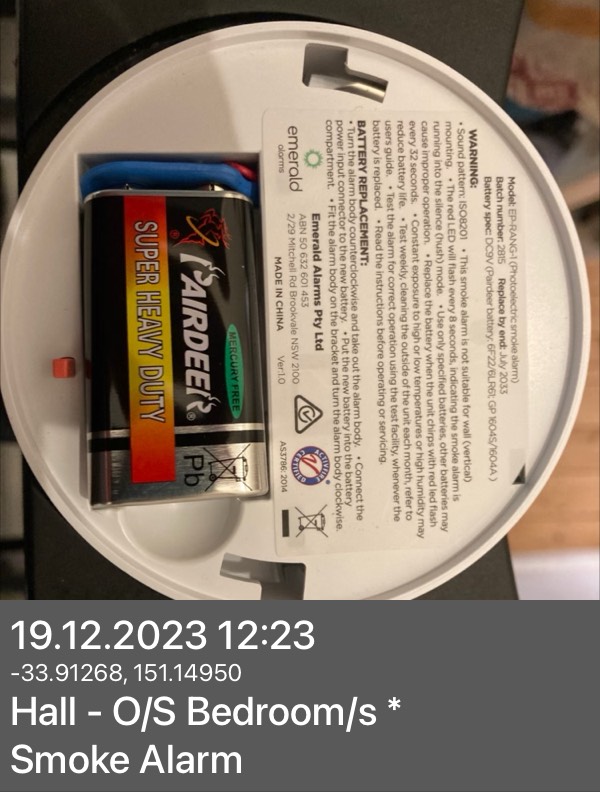 Model: EP-RANG-1 (Photoelectric smoke alarm)
Batch number: 2815 Replace by end: July 2033
Battery spec: DC9V (Pairdeer battery: 6F22/6LR61; GP 1604S/1604A)
WARNING:
• Sound pattern: ISO8201 • This smoke alarm is not suitable for wall (vertical)
mounting. • The red LED will flash every 8 seconds, indicating the smoke alarm is
running into the silence (hush) mode. • Use only specified batteries, other batteries may
cause improper operation. • Replace the battery when the unit chirps with red led flash
every 32 seconds. • Constant exposure to high or low temperatures or high humidity may
reduce battery life. • Test weekly, cleaning the outside of the unit each month, refer to
users guide. • Test the alarm for correct operation using the test facility, whenever the
battery is replaced. • Read the instructions before operating or servicing.
BATTERY REPLACEMENT:
• Turn the alarm body counterclockwise and take out the alarm body. • Connect the
power input connector to the new battery. • Put the new battery into the battery
compartment. • Fit the alarm body on the bracket and turn the alarm body clockwise.
emerald
alarms
Emerald Alarms Pty Ltd
ABN 50 632 601 453
2/29 Mitchell Rd Brookvale NSW 2100
MADE IN CHINA Ver:1.0
AS3786:2014
PAIRDEER
MERCURY FREE
SUPER HEAVY DUTY
Pb
19.12.2023 12:23
-33.91268, 151.14950
Hall - O/S Bedroom/s *
Smoke Alarm